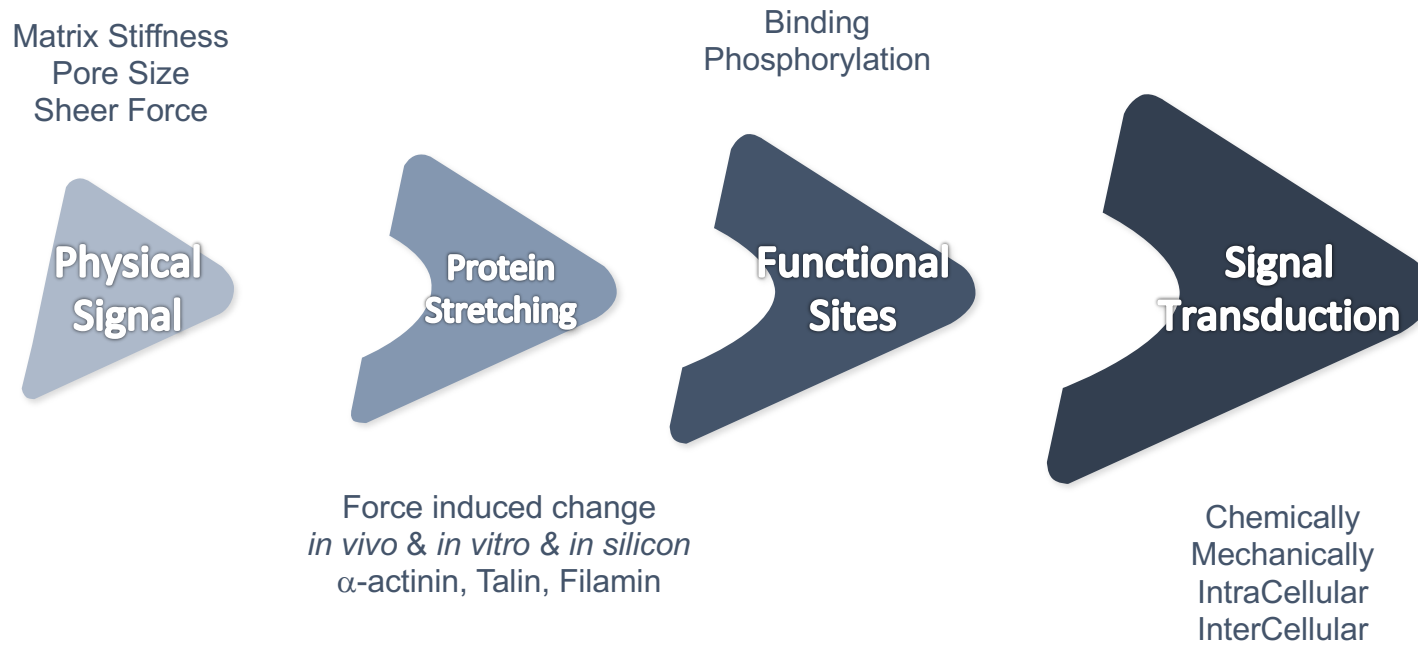 Matrix Stiffness
Pore Size
Sheer Force
Physical
Signal
Protein
Stretching
Force induced change
in vivo & in vitro & in silicon
α-actinin, Talin, Filamin
Binding
Phosphorylation
Functional
Sites
Signal
Transduction
Chemically
Mechanically
IntraCellular
InterCellular